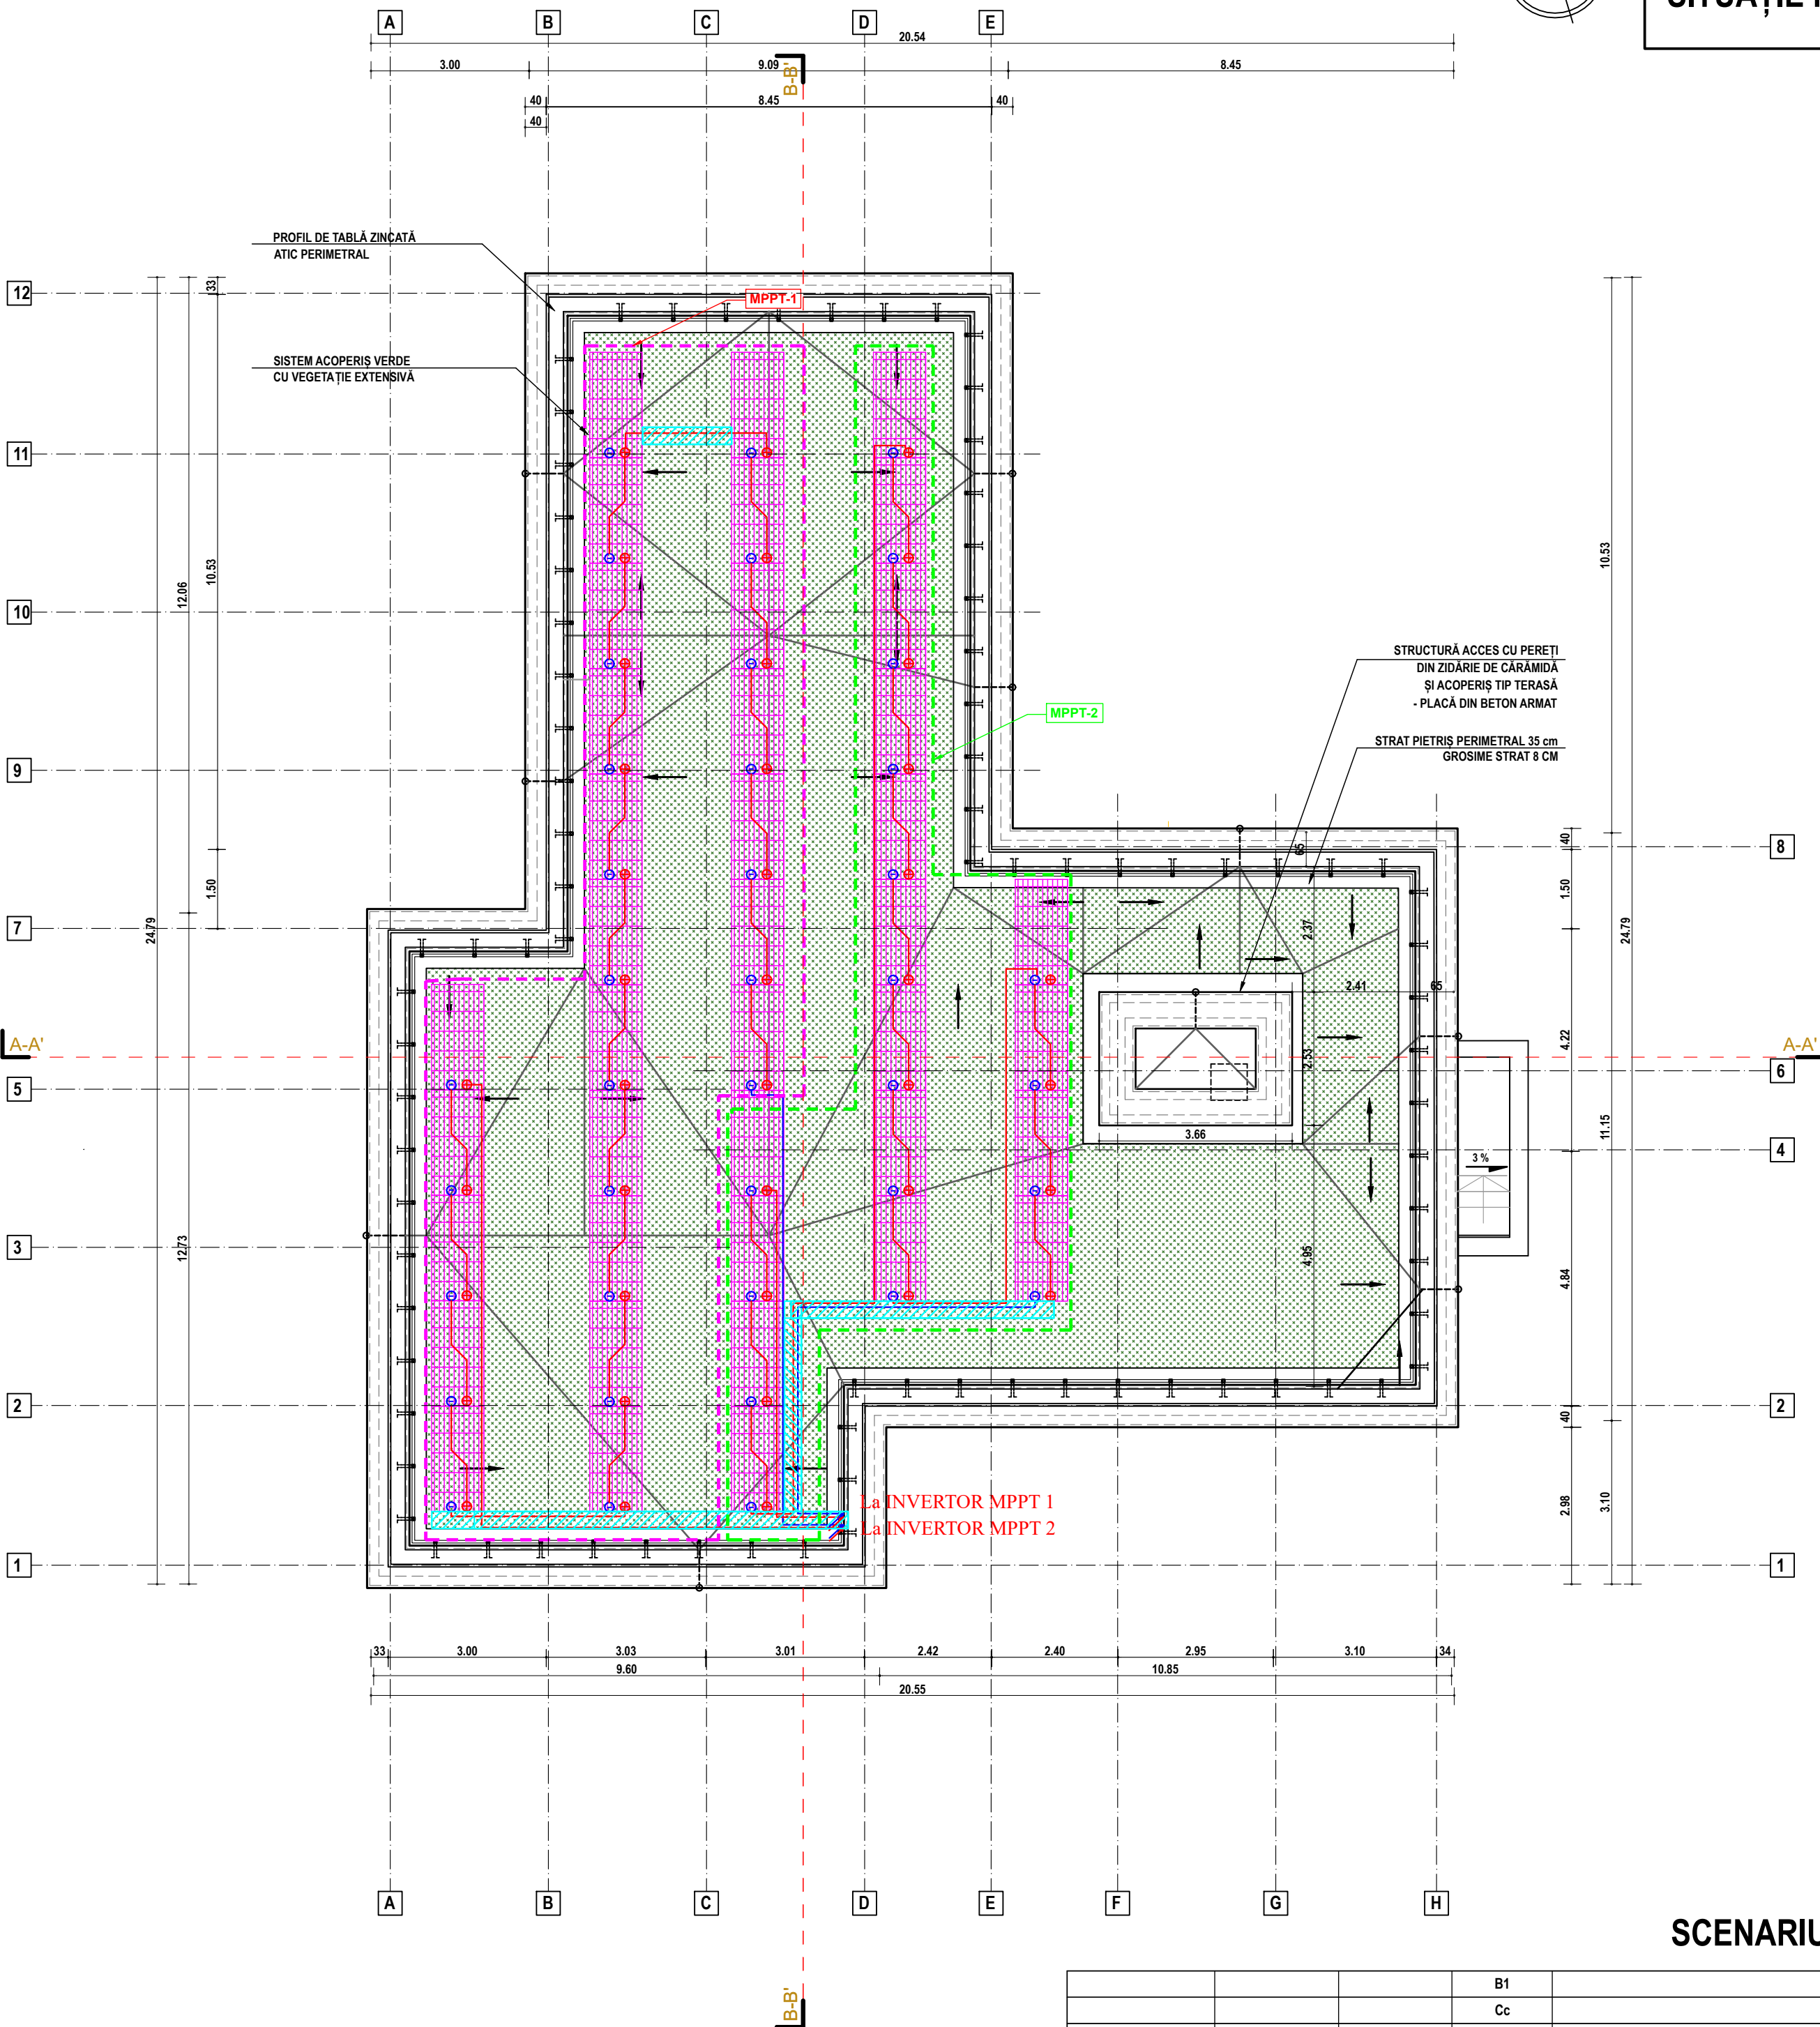 A
B
C
D
E
20.54
3.00
9.09
8.45
B-B'
40
8.45
40
40
PROFIL DE TABLĂ ZINCATĂ
ATIC PERIMETRAL
12
33
MPPT-1
SISTEM ACOPERIȘ VERDE
CU VEGETAȚIE EXTENSIVĂ
11
10.53
12.06
10.53
10
STRUCTURĂ ACCES CU PEREȚI
DIN ZIDĂRIE DE CĂRĂMIDĂ
ȘI ACOPERIȘ TIP TERASĂ
- PLACĂ DIN BETON ARMAT
MPPT-2
STRAT PIETRIȘ PERIMETRAL 35 cm
GROSIME STRAT 8 CM
9
40
8
65
1.50
1.50
7
24.79
24.79
2.37
2.41
65
A-A'
4.22
A-A'
2.53
6
5
11.15
3.66
4
3 %
3
12.73
4.95
4.84
2
40
2
La INVERTOR MPPT 1
2.98
3.10
La INVERTOR MPPT 2
1
1
33
3.00
3.03
3.01
2.42
2.40
2.95
3.10
34
9.60
10.85
20.55
A
B
C
D
E
F
G
H
SCENARIU
B1
B-B'
Cc